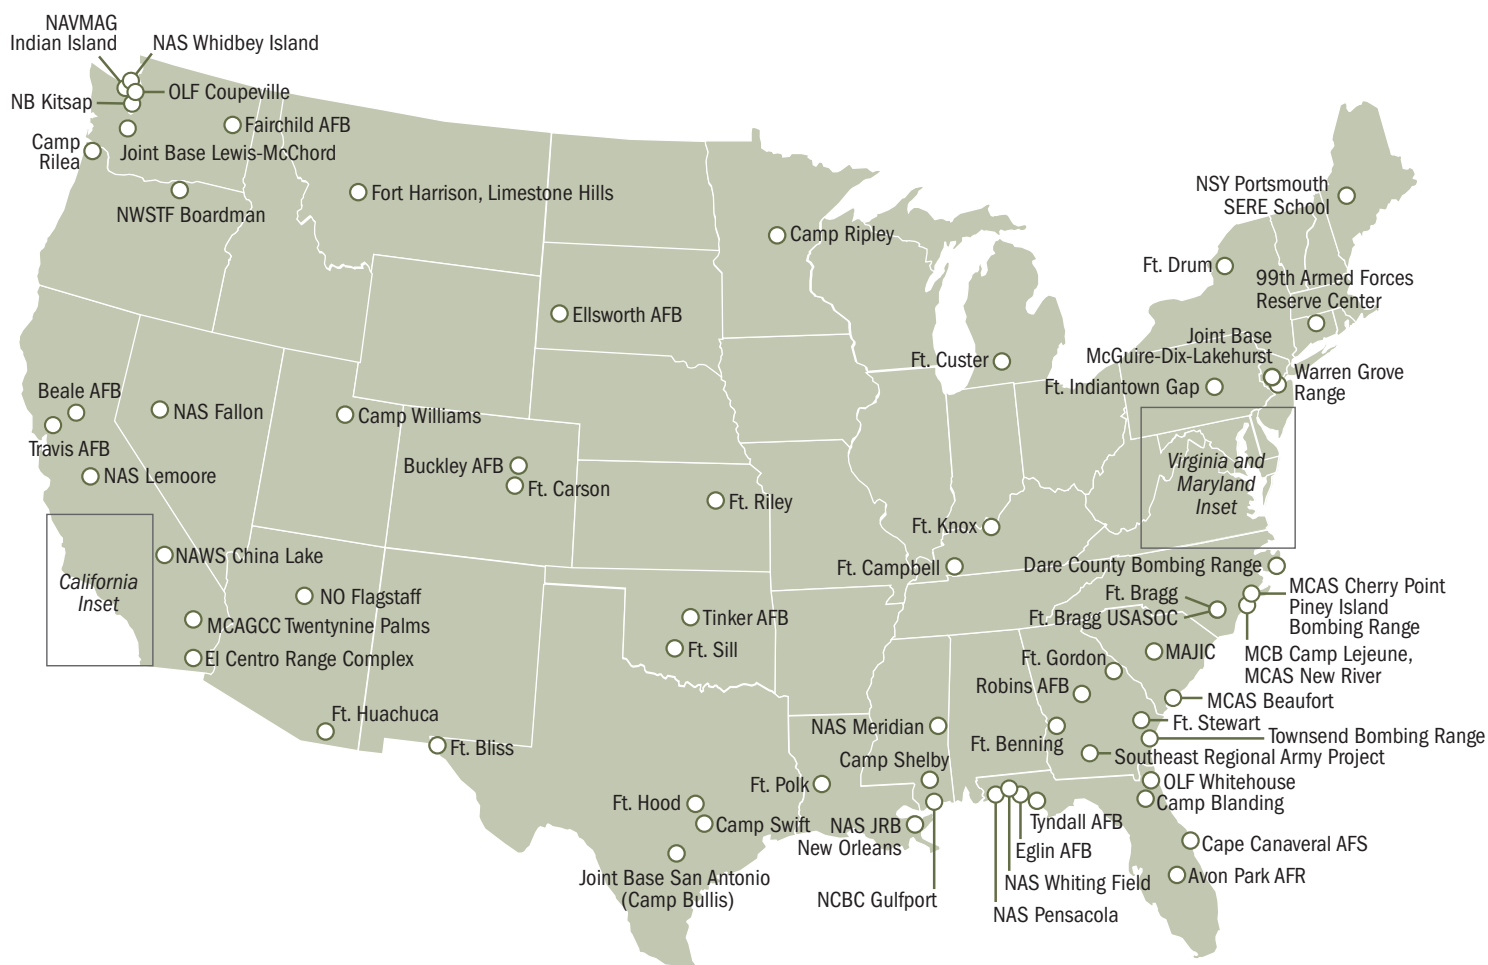 NAVMAG
Indian Island
NAS Whidbey Island
OLF Coupeville
NB Kitsap
Fairchild AFB
Camp
Rilea
Joint Base Lewis-McChord
NWSTF Boardman
Fort Harrison, Limestone Hills
Camp Ripley
NSY Portsmouth
SERE School
Ft. Drum
99th Armed Forces
Reserve Center
Ellsworth AFB
Joint Base
McGuire-Dix-Lakehurst
Ft. Custer
Warren Grove
Range
Ft. Indiantown Gap
Beale AFB
NAS Fallon
Camp Williams
Travis AFB
NAS Lemoore
Buckley AFB
Ft. Carson
Ft. Riley
Virginia and
Maryland
Inset
Ft. Knox
NAWS China Lake
California
Inset
Ft. Campbell
Dare County Bombing Range
NO Flagstaff
MCAGCC Twentynine Palms
El Centro Range Complex
Tinker AFB
Ft. Sill
Ft. Bragg
Ft. Bragg USASOC
MCAS Cherry Point
Piney Island
Bombing Range
MAJIC
MCB Camp Lejeune,
MCAS New River
Ft. Gordon
Robins AFB
MCAS Beaufort
Ft. Huachuca
Ft. Bliss
NAS Meridian
Ft. Benning
Ft. Stewart
Townsend Bombing Range
Southeast Regional Army Project
Camp Shelby
Ft. Polk
OLF Whitehouse
Camp Blanding
Ft. Hood
Camp Swift
NAS JRB
New Orleans
Tyndall AFB
Eglin AFB
Cape Canaveral AFS
Joint Base San Antonio
(Camp Bullis)
NAS Whiting Field
Avon Park AFR
NCBC Gulfport
NAS Pensacola